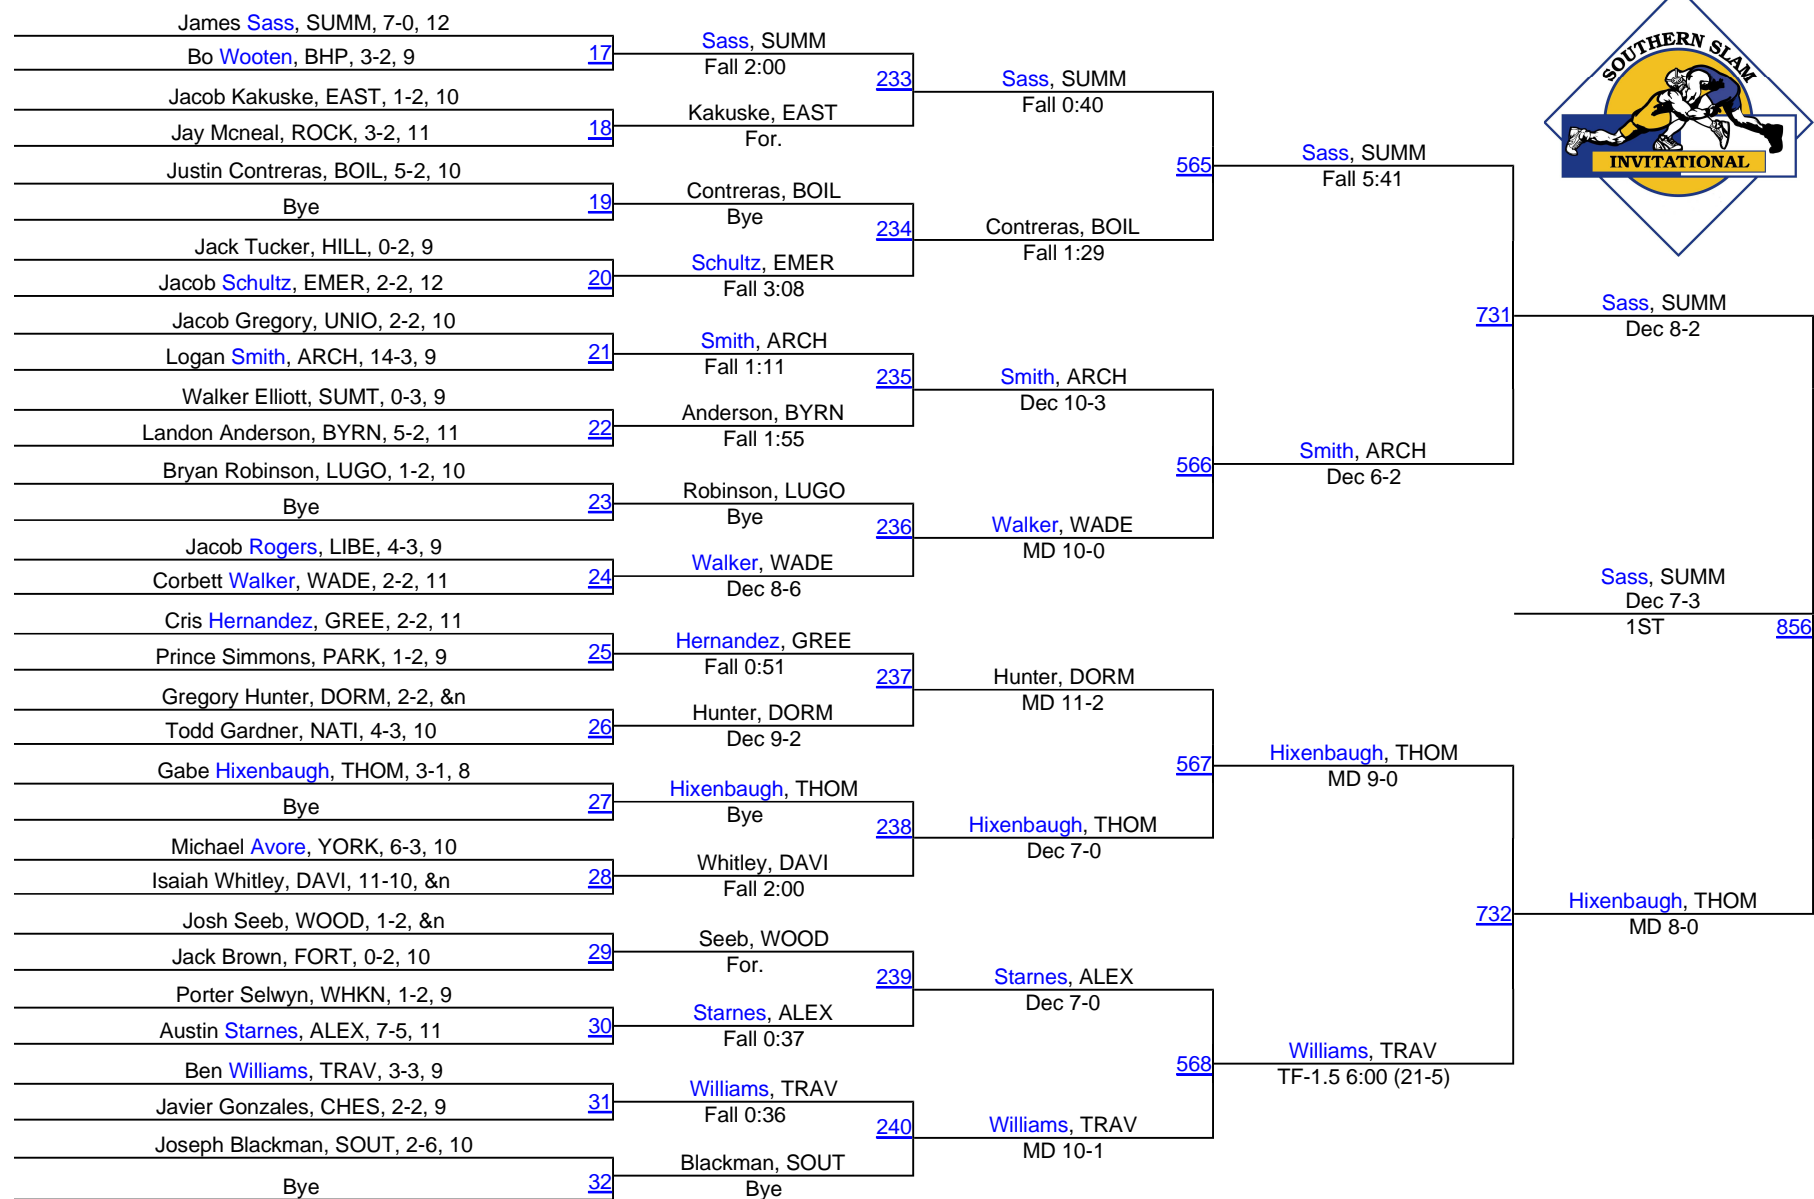 James Sass, SUMM, 7-0, 12
Bo Wooten, BHP, 3-2, 9
17
Jacob Kakuske, EAST, 1-2, 10
Jay Mcneal, ROCK, 3-2, 11
18
Justin Contreras, BOIL, 5-2, 10
Bye
19
Jack Tucker, HILL, 0-2, 9
Jacob Schultz, EMER, 2-2, 12
20
Jacob Gregory, UNIO, 2-2, 10
Logan Smith, ARCH, 14-3, 9
21
Walker Elliott, SUMT, 0-3, 9
Landon Anderson, BYRN, 5-2, 11
22
Bryan Robinson, LUGO, 1-2, 10
Bye
23
Jacob Rogers, LIBE, 4-3, 9
Corbett Walker, WADE, 2-2, 11
24
Cris Hernandez, GREE, 2-2, 11
Prince Simmons, PARK, 1-2, 9
25
Gregory Hunter, DORM, 2-2, &n
Todd Gardner, NATI, 4-3, 10
26
Gabe Hixenbaugh, THOM, 3-1, 8
Bye
27
Michael Avore, YORK, 6-3, 10
Isaiah Whitley, DAVI, 11-10, &n
28
Josh Seeb, WOOD, 1-2, &n
Jack Brown, FORT, 0-2, 10
29
Porter Selwyn, WHKN, 1-2, 9
Austin Starnes, ALEX, 7-5, 11
30
Ben Williams, TRAV, 3-3, 9
Javier Gonzales, CHES, 2-2, 9
31
Joseph Blackman, SOUT, 2-6, 10
Bye
32
Sass, SUMM
Fall 2:00
233
Kakuske, EAST
For.
Contreras, BOIL
Bye
234
Schultz, EMER
Fall 3:08
Smith, ARCH
Fall 1:11
235
Anderson, BYRN
Fall 1:55
Robinson, LUGO
Bye
236
Walker, WADE
Dec 8-6
Hernandez, GREE
Fall 0:51
237
Hunter, DORM
Dec 9-2
Hixenbaugh, THOM
Bye
238
Whitley, DAVI
Fall 2:00
Seeb, WOOD
For.
239
Starnes, ALEX
Fall 0:37
Williams, TRAV
Fall 0:36
240
Blackman, SOUT
Bye
Sass, SUMM
Fall 0:40
565
Contreras, BOIL
Fall 1:29
Smith, ARCH
Dec 10-3
566
Walker, WADE
MD 10-0
Hunter, DORM
MD 11-2
567
Hixenbaugh, THOM
Dec 7-0
Starnes, ALEX
Dec 7-0
568
Williams, TRAV
MD 10-1
Sass, SUMM
Fall 5:41
731
Smith, ARCH
Dec 6-2
Hixenbaugh, THOM
MD 9-0
732
Williams, TRAV
TF-1.5 6:00 (21-5)
SOUTHERN SLAM
INVITATIONAL
Sass, SUMM
Dec 8-2
Sass, SUMM
Dec 7-3
1ST
856
Hixenbaugh, THOM
MD 8-0